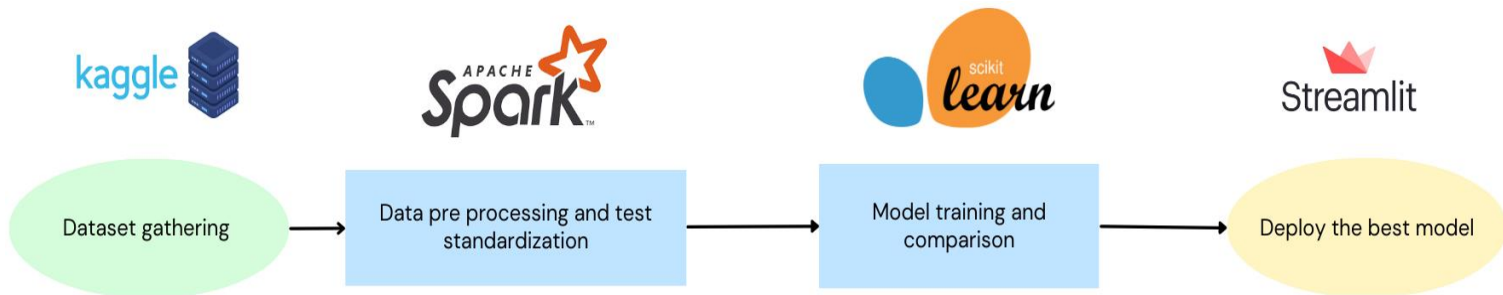 kaggle
APACHE
Spark
TM
scikit
learn
Streamlit
Dataset gathering
Data pre processing and test
standardization
Model training and
comparison
Deploy the best model